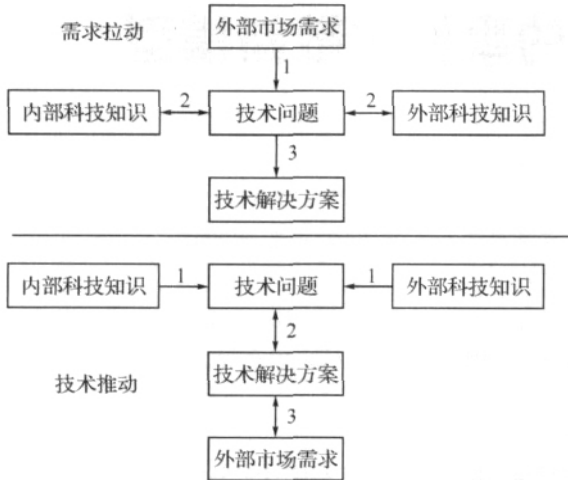 需求拉动
外部市场需求
1
内部科技知识
2
技术问题
2
外部科技知识
3
技术解决方案
内部科技知识
1
技术问题
1
外部科技知识
2
技术解决方案
技术推动
3
外部市场需求